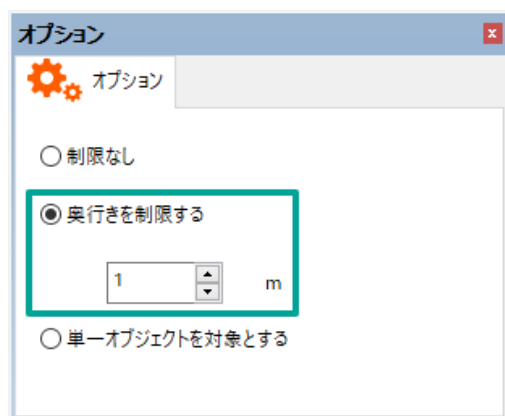 オプション
オプション
制限なし
奥行きを制限する
1 m
単一オブジェクトを対象とする